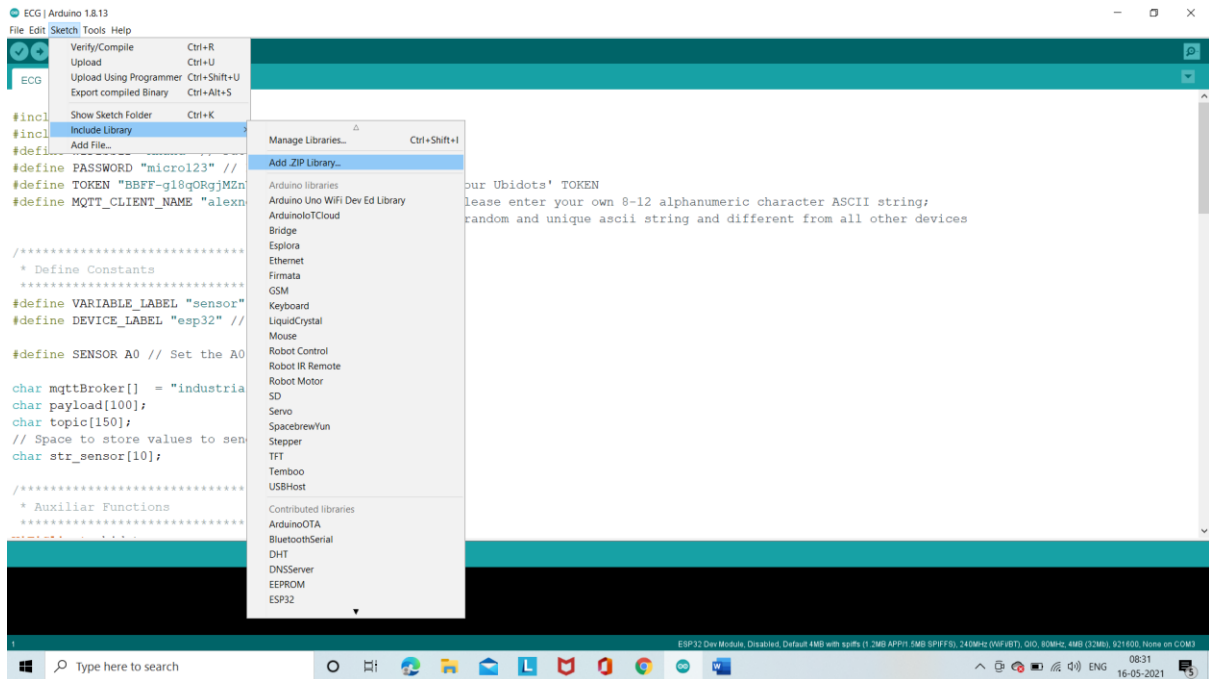 ECG | Arduino 1.8.13
File Edit Sketch Tools Help
Verify/Compile Ctrl+R
Upload Ctrl+U
Upload Using Programmer Ctrl+Shift+U
Export compiled Binary Ctrl+Alt+S
Show Sketch Folder Ctrl+K
Include Library
Add File...
ECG
Manage Libraries... Ctrl+Shift+I
Add .ZIP Library...
Arduino libraries
Arduino Uno WiFi Dev Ed Library
ArduinoIoTCloud
Bridge
Esplora
Ethernet
Firmata
GSM
Keyboard
LiquidCrystal
Mouse
Robot Control
Robot IR Remote
Robot Motor
SD
Servo
SpacebrewYun
Stepper
TFT
Temboo
USBHost
Contributed libraries
ArduinoOTA
BluetoothSerial
DHT
DNSServer
EEPROM
ESP32
#incl
#incl
#defi
#define PASSWORD "micro123" //
#define TOKEN "BBFF-gl8qORgjMZn our Ubidots' TOKEN
#define MQTT_CLIENT_NAME "alexn lease enter your own 8-12 alphanumeric character ASCII string;
random and unique ascii string and different from all other devices
/******************************
* Define Constants
******************************
#define VARIABLE_LABEL "sensor"
#define DEVICE_LABEL "esp32" //
#define SENSOR A0 // Set the A0
char mqttBroker[] = "industria
char payload[100];
char topic[150];
// Space to store values to sen
char str_sensor[10];
/******************************
* Auxiliar Functions
******************************
1
ESP32 Dev Module, Disabled, Default 4MB with spiffs (1.2MB APP/1.5MB SPIFFS), 240MHz (WiFi/BT), QIO, 80MHz, 4MB (32Mb), 921600, None on COM3
Type here to search
ENG
08:31
16-05-2021
5